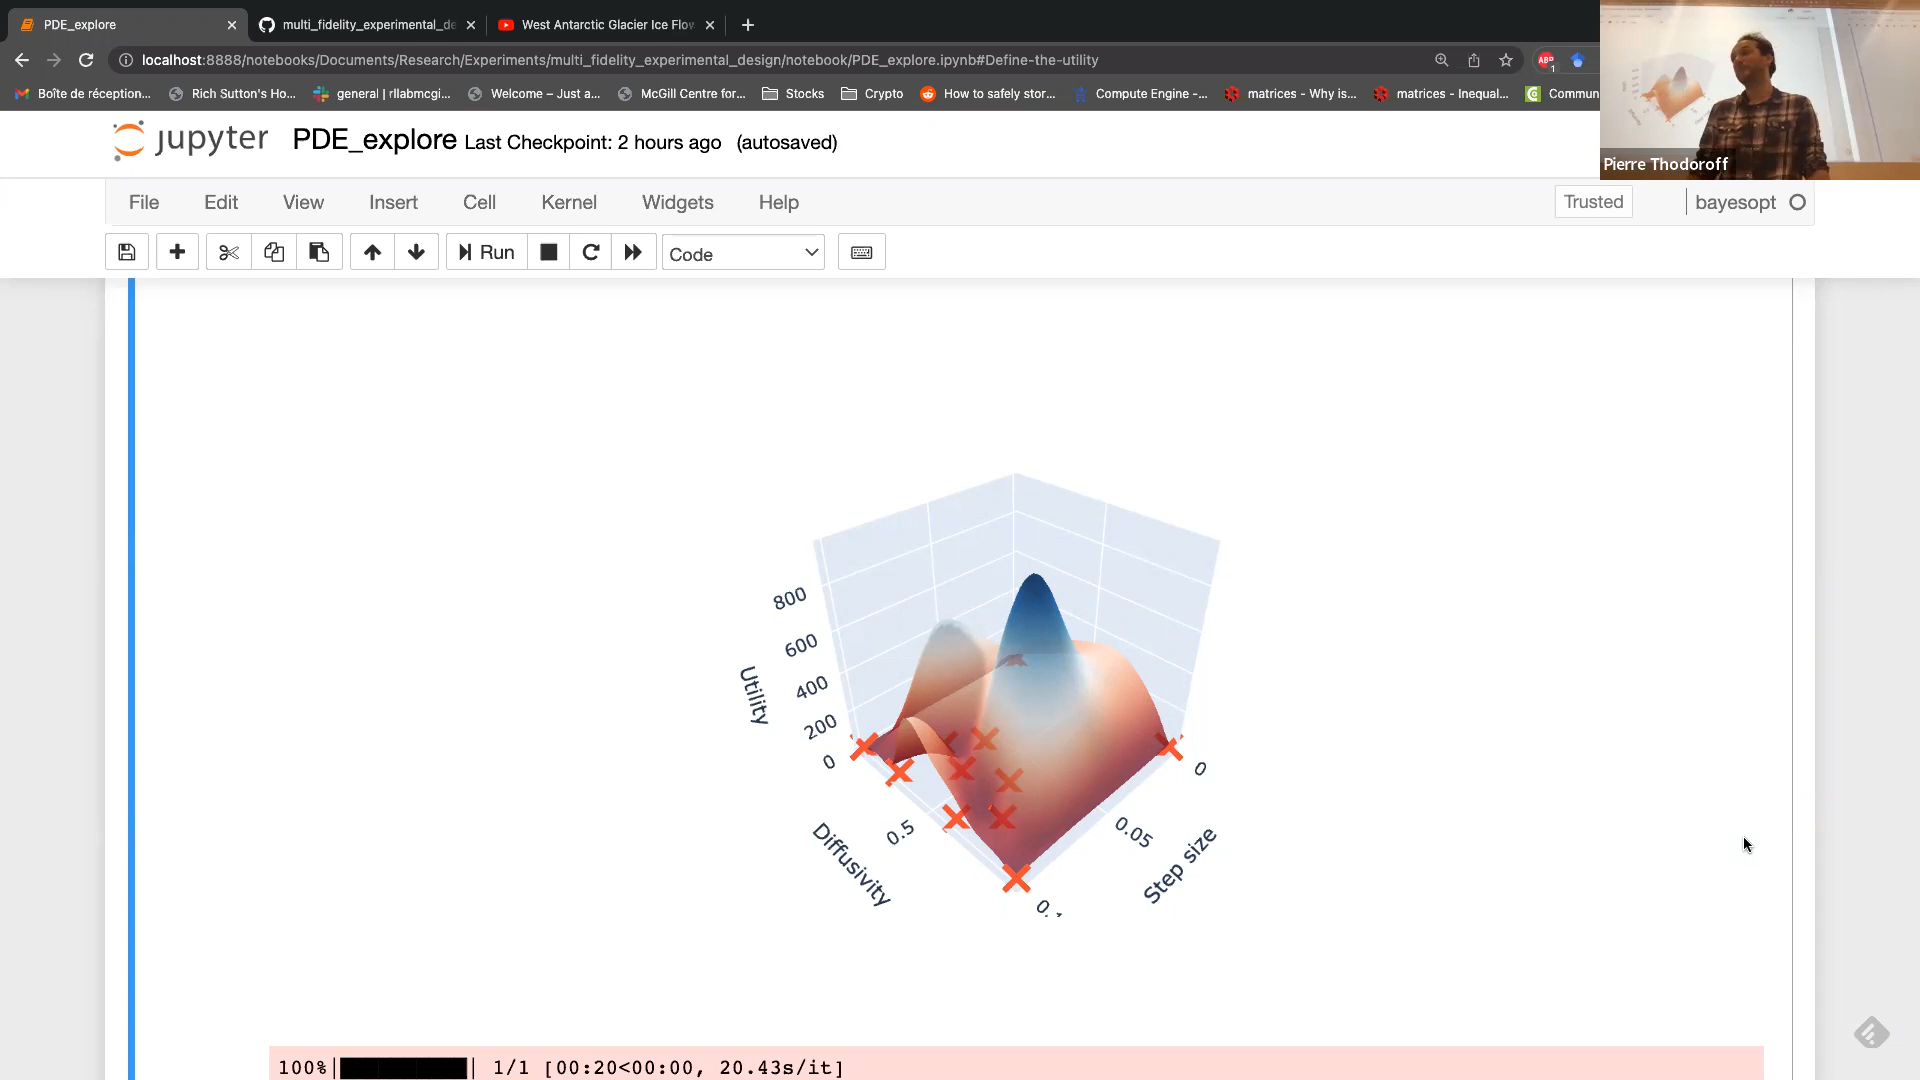 PDE_explore
multi_fidelity_experimental_de
West Antarctic Glacier Ice Flow
localhost:8888/notebooks/Documents/Research/Experiments/multi_fidelity_experimental_design/notebook/PDE_explore.ipynb#Define-the-utility
ABP
1
Boîte de réception...
Rich Sutton's Ho...
general | rllabmcgi...
Welcome – Just a...
McGill Centre for...
Stocks
Crypto
How to safely stor...
Compute Engine -...
matrices - Why is...
matrices - Inequal...
Commun
Pierre Thodoroff
jupyter PDE_explore Last Checkpoint: 2 hours ago (autosaved)
File Edit View Insert Cell Kernel Widgets Help
Trusted
bayesopt
Run
Code
800
600
400
200
0
Utility
Diffusivity
0.5
0
0.05
Step size
100%| | 1/1 [00:20<00:00, 20.43s/it]